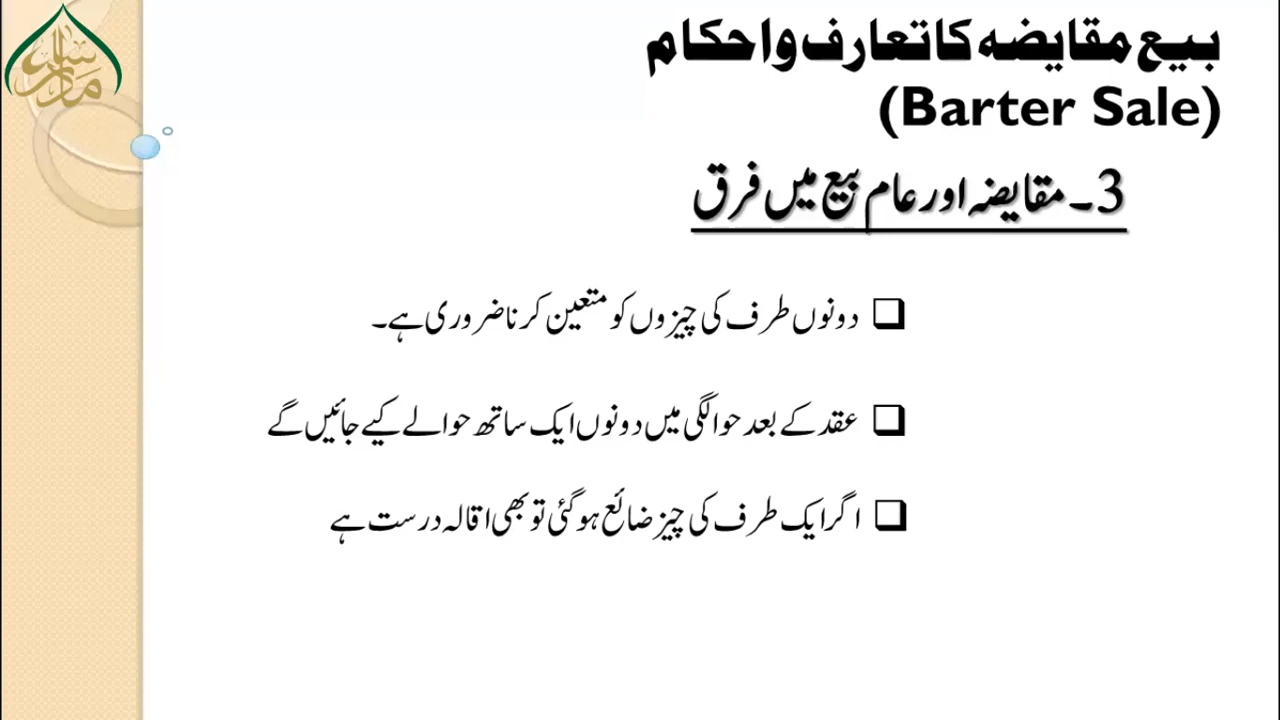 بیع مقایضہ کا تعارف و احکام
(Barter Sale)
3۔ مقایضہ اور عام بیع میں فرق
دونوں طرف کی چیزوں کو متعین کرنا ضروری ہے۔
عقد کے بعد حوالگی میں دونوں ایک ساتھ حوالے کیے جائیں گے
اگر ایک طرف کی چیز ضائع ہوگئی تو بھی اقالہ درست ہے